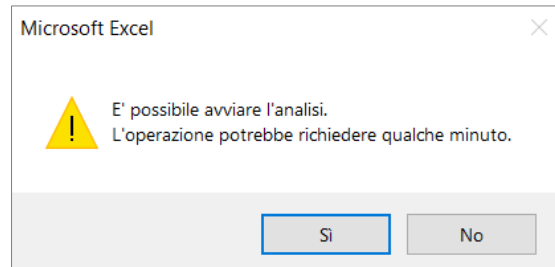 Microsoft Excel
E' possibile avviare l'analisi.
L'operazione potrebbe richiedere qualche minuto.
Sì
No